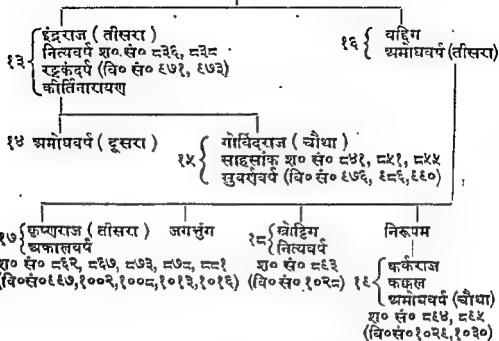 १३ { इंद्रराज ( तीसरा )
नित्यवर्ष श० सं० ८३६, ८३८
रट्टकंदर्प (वि० सं० ९७१, ९७३)
कीर्तिनारायण
१६ { वद्दिग
अमोघवर्ष (तीसरा)
१४ अमोघवर्ष ( दूसरा )
१५ { गोविंदराज ( चौथा )
साहसांक श० सं० ८४१, ८५१, ८५५
सुवर्णवर्ष (वि० सं० ९७६, ९८६, ९९०)
१७ { कृष्णराज ( तीसरा )
अकालवर्ष
श० सं० ८६२, ८६७, ८७३, ८७८, ८८१
(वि०सं०९९७,१००२,१००८,१०१३,१०१६)
जगत्तुंग
१८ { खोट्टिग
नित्यवर्ष
श० सं० ८९३
(वि०सं० १०२८)
निरूपम
१९ { कर्कराज
कक्कल
अमोघवर्ष (चौथा)
श० सं० ८९४, ८९५
(वि०सं०१०२९,१०३०)